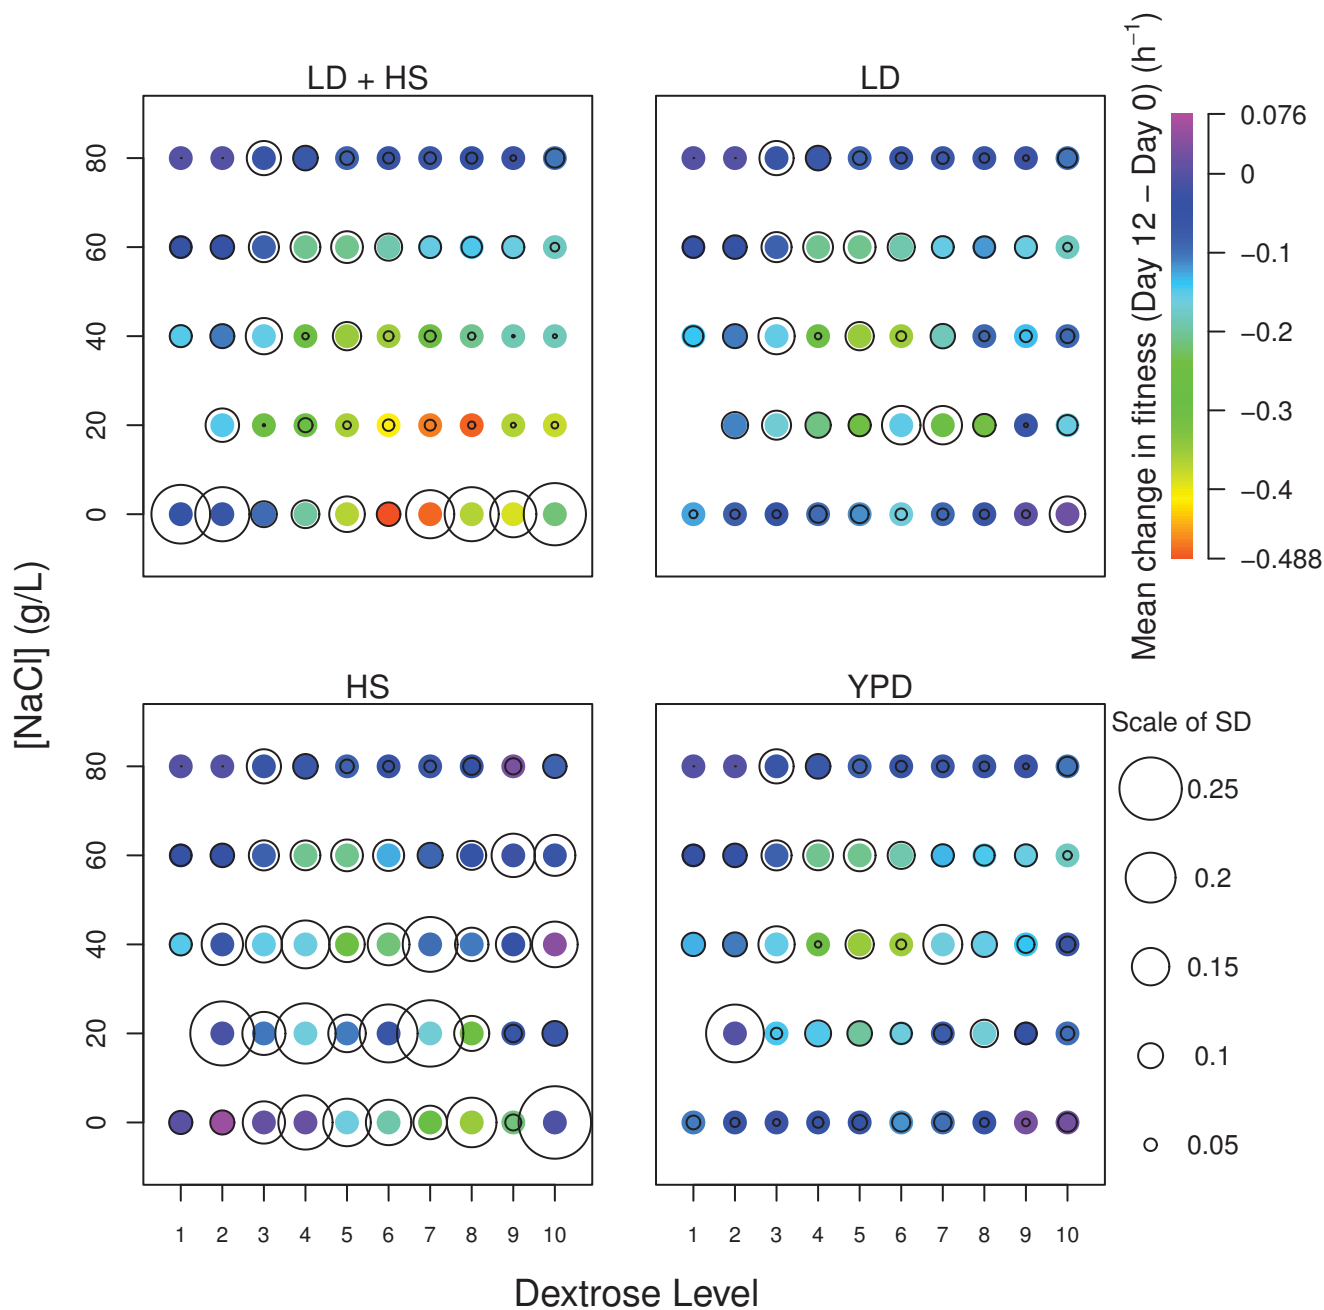 LD + HS
LD
80
60
40
20
0
Mean change in fitness (Day 12 − Day 0) (h−1)
0.076
0
−0.1
−0.2
−0.3
−0.4
−0.488
[NaCl] (g/L)
HS
YPD
80
60
40
20
0
1 2 3 4 5 6 7 8 9 10
1 2 3 4 5 6 7 8 9 10
Dextrose Level
Scale of SD
0.25
0.2
0.15
0.1
0.05